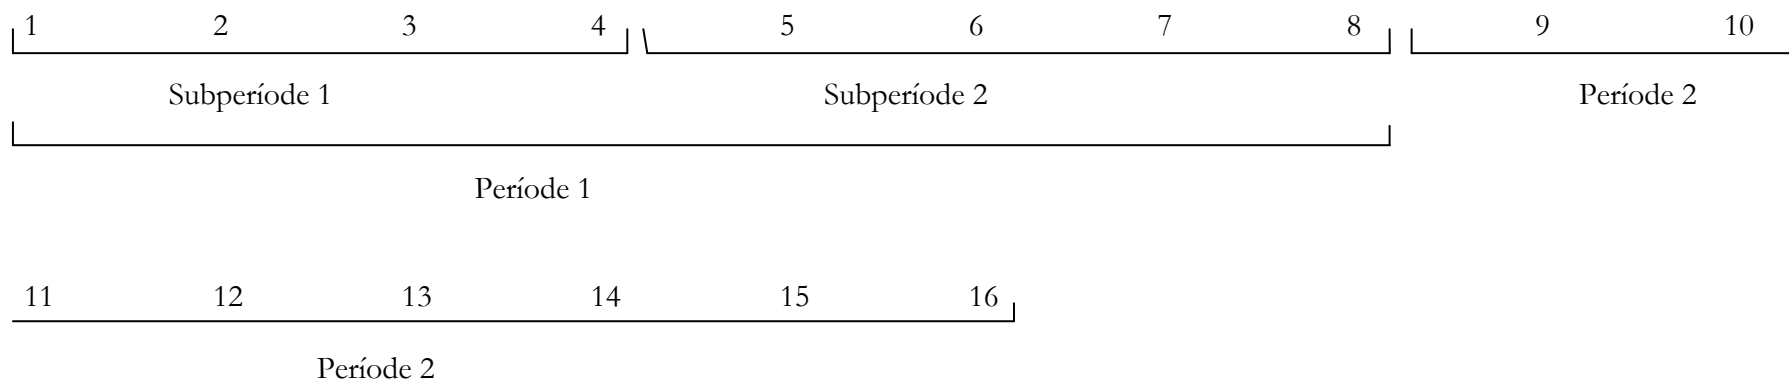 1 2 3 4 5 6 7 8 9 10
Subperíode 1 Subperíode 2 Període 2
Període 1
11 12 13 14 15 16
Període 2